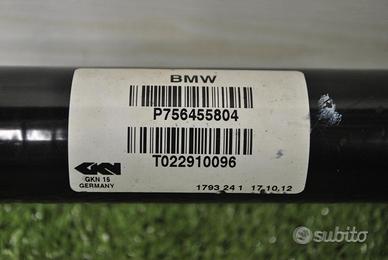 BMW
P756455804
T022910096
GKN
GKN 15
GERMANY
1793 24 1 17,10,12
subito